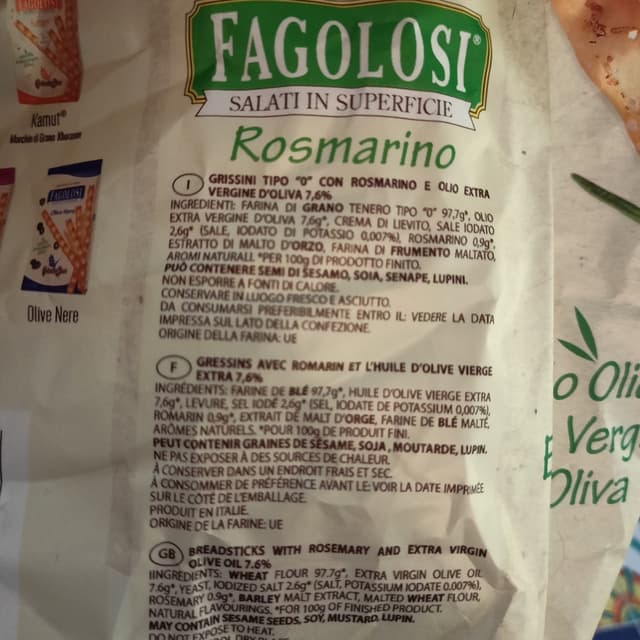 FAGOLOSI®
SALATI IN SUPERFICIE
Rosmarino
I GRISSINI TIPO "0" CON ROSMARINO E OLIO EXTRA
VERGINE D'OLIVA 7,6%
INGREDIENTI: FARINA DI GRANO TENERO TIPO "0" 97,7g*, OLIO
EXTRA VERGINE D'OLIVA 7,6g*, CREMA DI LIEVITO, SALE IODATO
2,6g* (SALE, IODATO DI POTASSIO 0,007%), ROSMARINO 0,9g*,
ESTRATTO DI MALTO D'ORZO, FARINA DI FRUMENTO MALTATO,
AROMI NATURALI. *PER 100g DI PRODOTTO FINITO.
PUÒ CONTENERE SEMI DI SESAMO, SOIA, SENAPE, LUPINI.
NON ESPORRE A FONTI DI CALORE.
CONSERVARE IN LUOGO FRESCO E ASCIUTTO.
DA CONSUMARSI PREFERIBILMENTE ENTRO IL: VEDERE LA DATA
IMPRESSA SUL LATO DELLA CONFEZIONE.
ORIGINE DELLA FARINA: UE
F GRESSINS AVEC ROMARIN ET L'HUILE D'OLIVE VIERGE
EXTRA 7,6%
INGRÉDIENTS: FARINE DE BLÉ 97,7g*, HUILE D'OLIVE VIERGE EXTRA
7,6g*, LEVURE, SEL IODÉ 2,6g* (SEL, IODATE DE POTASSIUM 0,007%),
ROMARIN 0,9g*, EXTRAIT DE MALT D'ORGE, FARINE DE BLÉ MALTÉ,
ARÔMES NATURELS. *POUR 100g DE PRODUIT FINI.
PEUT CONTENIR GRAINES DE SÉSAME, SOJA, MOUTARDE, LUPIN.
NE PAS EXPOSER À DES SOURCES DE CHALEUR.
À CONSERVER DANS UN ENDROIT FRAIS ET SEC.
À CONSOMMER DE PRÉFÉRENCE AVANT LE: VOIR LA DATE IMPRIMÉE
SUR LE CÔTÉ DE L'EMBALLAGE.
PRODUIT EN ITALIE.
ORIGINE DE LA FARINE: UE
GB BREADSTICKS WITH ROSEMARY AND EXTRA VIRGIN
OLIVE OIL 7.6%
IINGREDIENTS: WHEAT FLOUR 97.7g*, EXTRA VIRGIN OLIVE OIL
7.6g*, YEAST, IODIZED SALT 2.6g* (SALT, POTASSIUM IODATE 0.007%),
ROSEMARY 0.9g*, BARLEY MALT EXTRACT, MALTED WHEAT FLOUR,
NATURAL FLAVOURINGS. *FOR 100g OF FINISHED PRODUCT.
MAY CONTAIN SESAME SEEDS, SOY, MUSTARD, LUPIN.
DO NOT EXPOSE TO HEAT.
Kamut®
Marchio di Grano Khorasan
FAGOLOSI
Olive Nere
o Oli
E Verg
Oliva